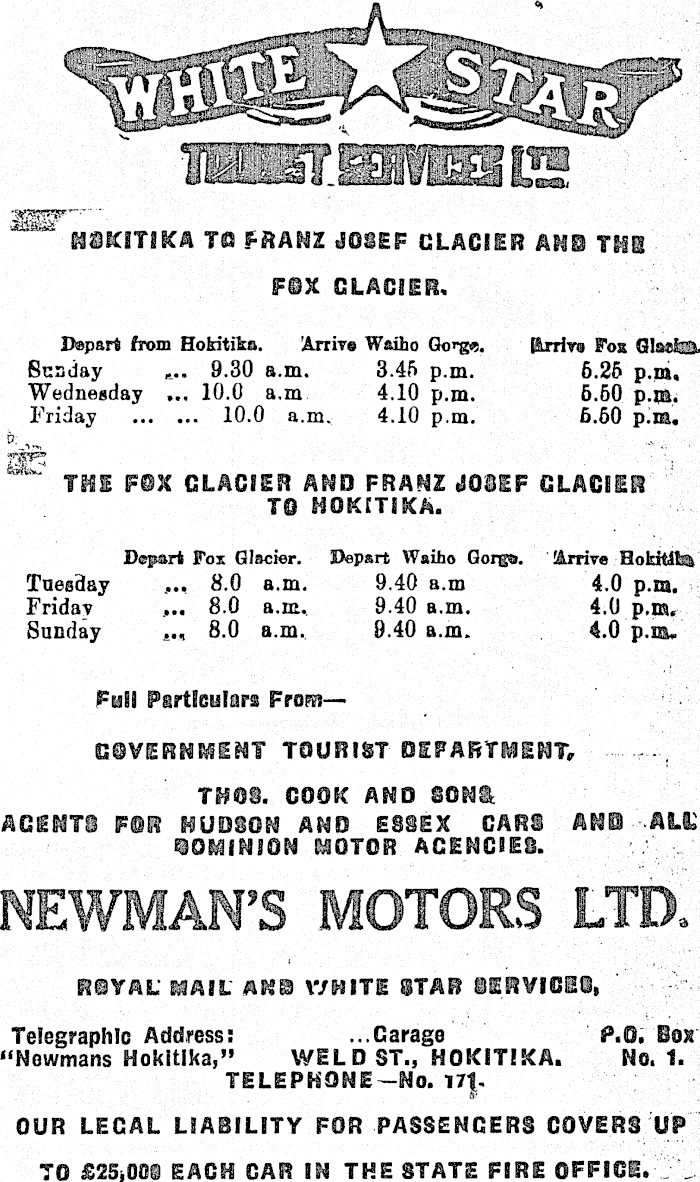 WHITE STAR
TOURIST SERVICES LTD.
HOKITIKA TO FRANZ JOSEF GLACIER AND THE
FOX GLACIER.
Depart from Hokitika. Arrive Waiho Gorge. Arrive Fox Glacier.
Sunday ... 9.30 a.m. 3.45 p.m. 5.25 p.m.
Wednesday ... 10.0 a.m 4.10 p.m. 5.50 p.m.
Friday ... ... 10.0 a.m. 4.10 p.m. 5.50 p.m.
THE FOX GLACIER AND FRANZ JOSEF GLACIER
TO HOKITIKA.
Depart Fox Glacier. Depart Waiho Gorge. Arrive Hokitika
Tuesday ... 8.0 a.m. 9.40 a.m 4.0 p.m.
Friday ... 8.0 a.m. 9.40 a.m. 4.0 p.m.
Sunday ... 8.0 a.m. 9.40 a.m. 4.0 p.m.
Full Particulars From—
GOVERNMENT TOURIST DEPARTMENT,
THOS. COOK AND SONS
AGENTS FOR HUDSON AND ESSEX CARS AND ALL
DOMINION MOTOR AGENCIES.
NEWMAN'S MOTORS LTD.
ROYAL MAIL AND WHITE STAR SERVICES,
Telegraphic Address: ...Garage P.O. Box
"Newmans Hokitika," WELD ST., HOKITIKA. No. 1.
TELEPHONE—No. 171.
OUR LEGAL LIABILITY FOR PASSENGERS COVERS UP
TO £25,000 EACH CAR IN THE STATE FIRE OFFICE.